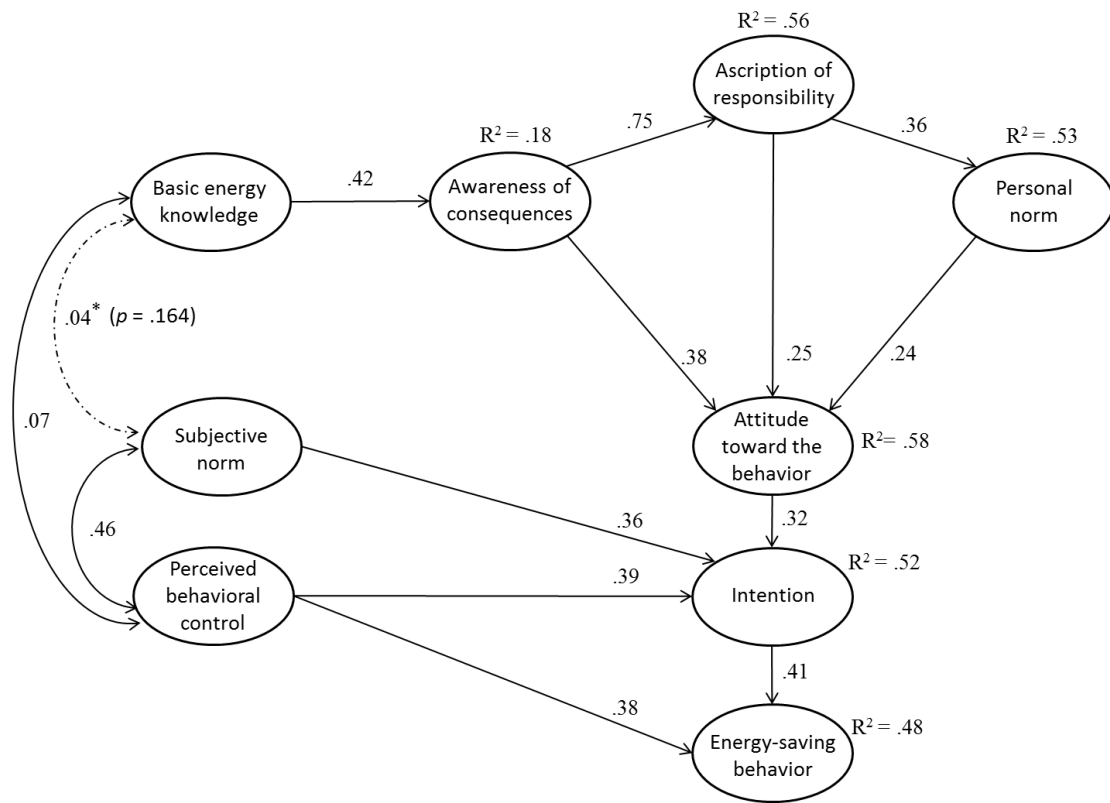 R² = .56
Ascription of
responsibility
.75
.36
R² = .18
R² = .53
Basic energy
knowledge
.42
Awareness of
consequences
Personal
norm
.04* (p = .164)
.38
.25
.24
.07
Subjective
norm
Attitude
toward the
behavior
R²= .58
.46
.36
.32
Perceived
behavioral
control
.39
Intention
R² = .52
.41
.38
Energy-saving
behavior
R² = .48